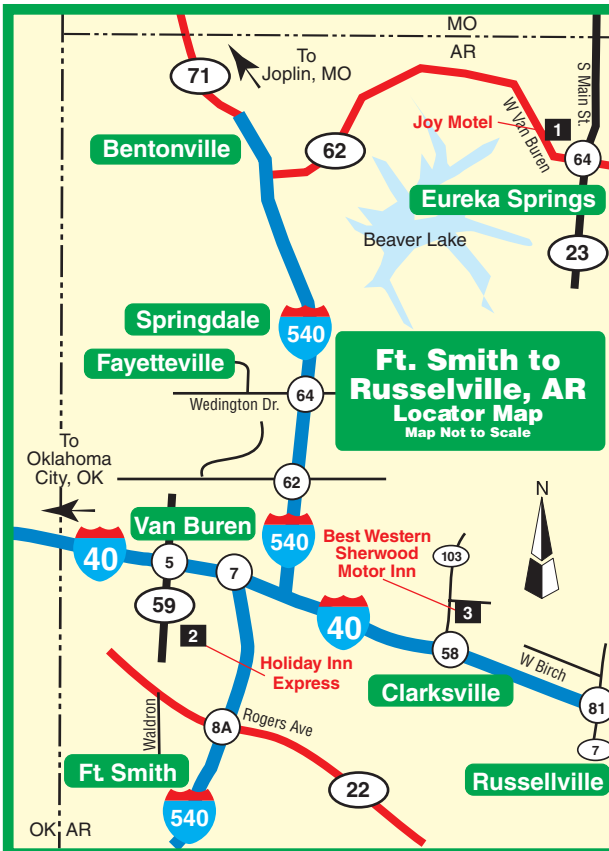 MO
AR
To
Joplin, MO
71
S Main St.
W Van Buren
Joy Motel
1
Bentonville
62
64
Eureka Springs
Beaver Lake
23
Springdale
540
Fayetteville
Ft. Smith to
Russelville, AR
Locator Map
Map Not to Scale
64
Wedington Dr.
To
Oklahoma
City, OK
62
N
Van Buren
540
Best Western
Sherwood
Motor Inn
103
40
5
7
59
3
40
2
Holiday Inn
Express
58
W Birch
Clarksville
81
7
Waldron
8A
Rogers Ave
Ft. Smith
22
Russellville
540
OK
AR